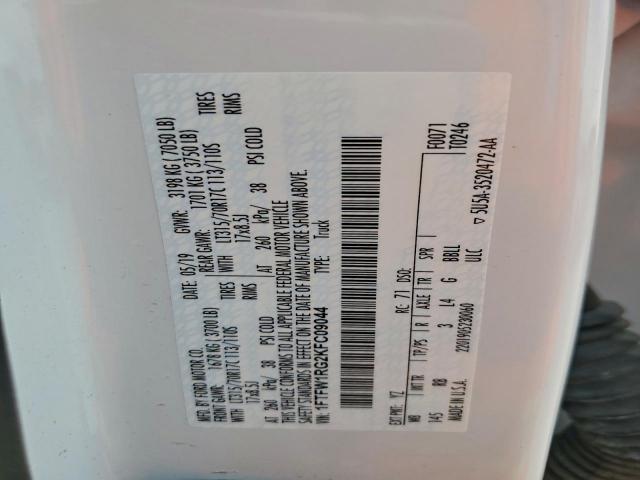 MFD. BY FORD MOTOR CO.
DATE: 05/19 GVWR: 3198 KG ( 7050 LB)
FRONT GAWR: 1678 KG ( 3700 LB) REAR GAWR: 1701 KG ( 3750 LB)
WITH LT315/70R17C 113/110S TIRES WITH LT315/70R17C 113/110S TIRES
17x8.5J RIMS 17x8.5J RIMS
AT 260 kPa/ 38 PSI COLD AT 260 kPa/ 38 PSI COLD
THIS VEHICLE CONFORMS TO ALL APPLICABLE FEDERAL MOTOR VEHICLE
SAFETY STANDARDS IN EFFECT ON THE DATE OF MANUFACTURE SHOWN ABOVE.
VIN: 1FTFW1RG2KFC09044 TYPE: Truck
F0071
T0246
EXT PNT: YZ RC: 71 DSO:
WB INT TR TP/PS R AXLE TR SPR
145 RB 3 L4 G BBLL
MADE IN U.S.A. ULC
5U5A-3520472-AA